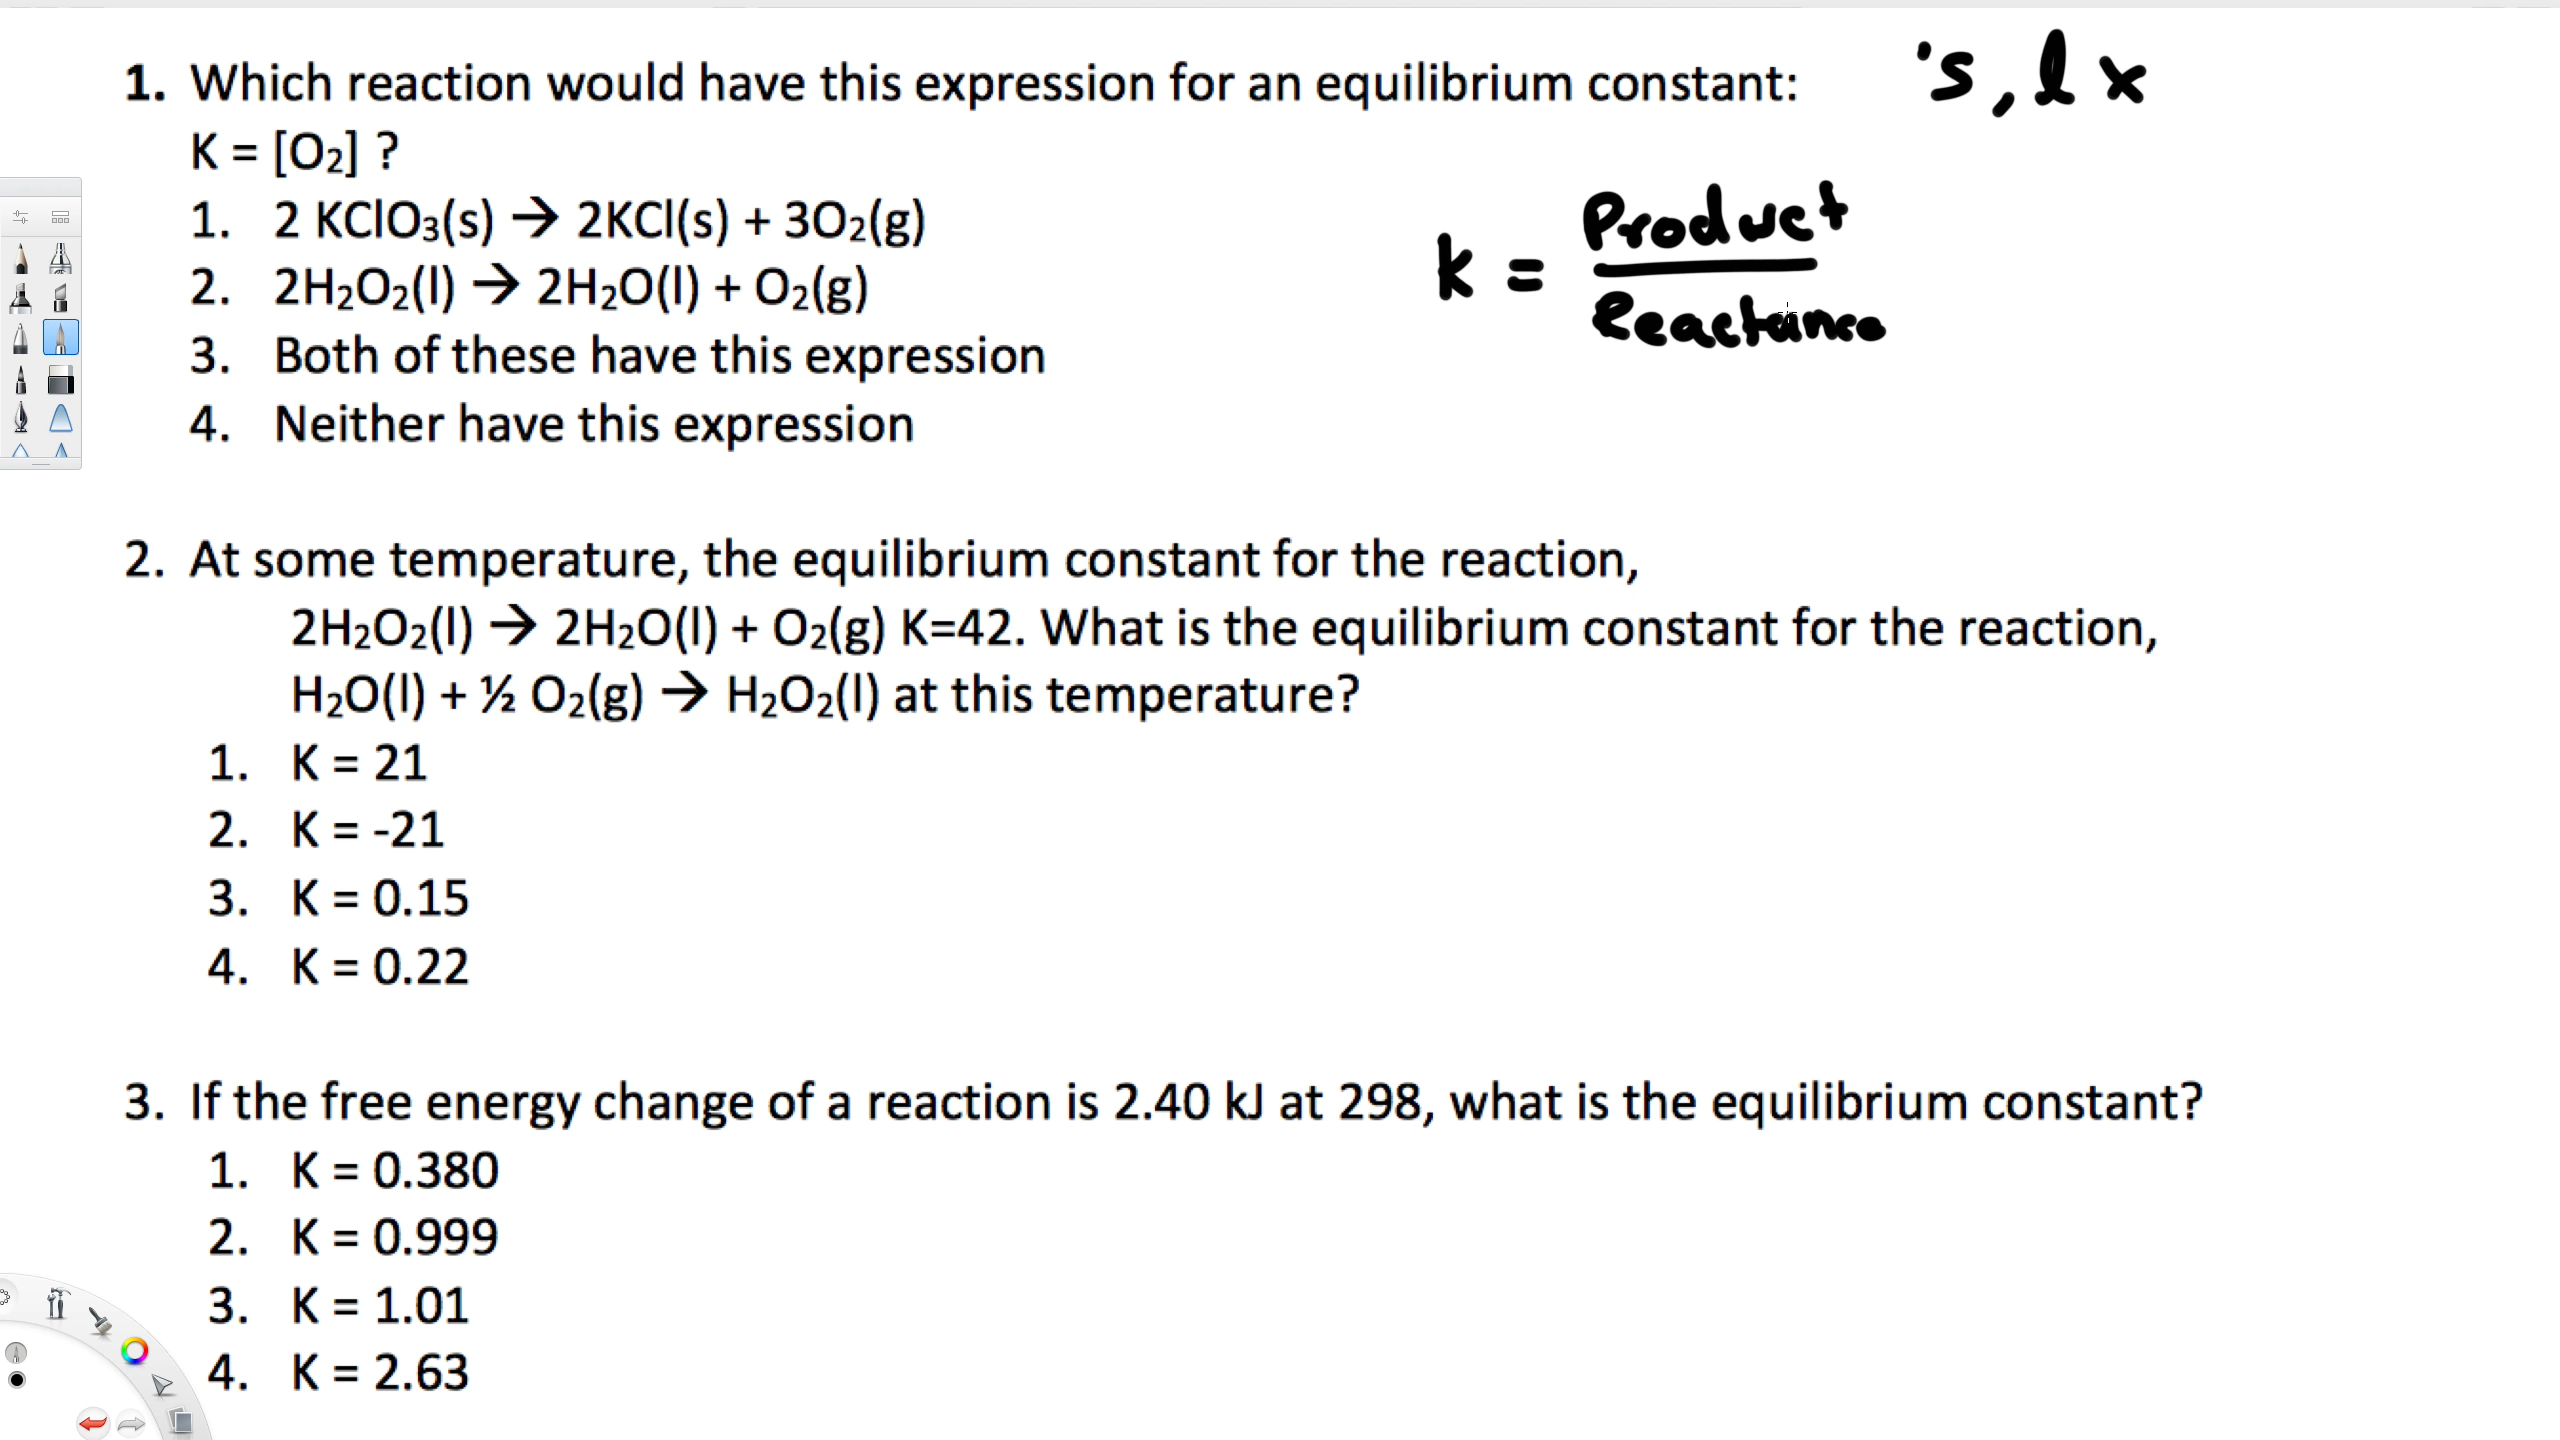 1. Which reaction would have this expression for an equilibrium constant:
's, l x
K = [O₂] ?
1. 2 KClO₃(s) → 2KCl(s) + 3O₂(g)
2. 2H₂O₂(l) → 2H₂O(l) + O₂(g)
3. Both of these have this expression
4. Neither have this expression
k = Product
Reactance
2. At some temperature, the equilibrium constant for the reaction,
2H₂O₂(l) → 2H₂O(l) + O₂(g) K=42. What is the equilibrium constant for the reaction,
H₂O(l) + ½ O₂(g) → H₂O₂(l) at this temperature?
1. K = 21
2. K = -21
3. K = 0.15
4. K = 0.22
3. If the free energy change of a reaction is 2.40 kJ at 298, what is the equilibrium constant?
1. K = 0.380
2. K = 0.999
3. K = 1.01
4. K = 2.63